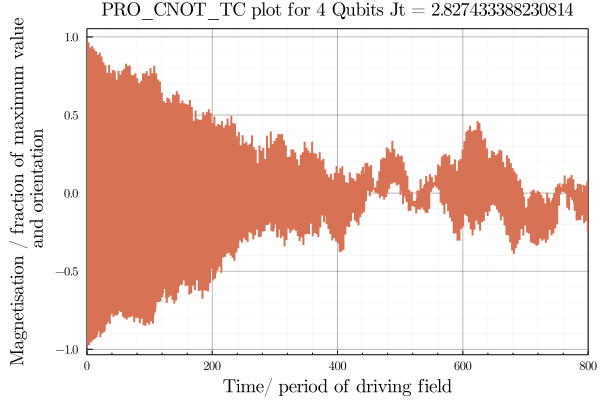 PRO_CNOT_TC plot for 4 Qubits Jt = 2.827433388230814
Magnetisation / fraction of maximum value
and orientation
1.0
0.5
0.0
−0.5
−1.0
0 200 400 600 800
Time/ period of driving field